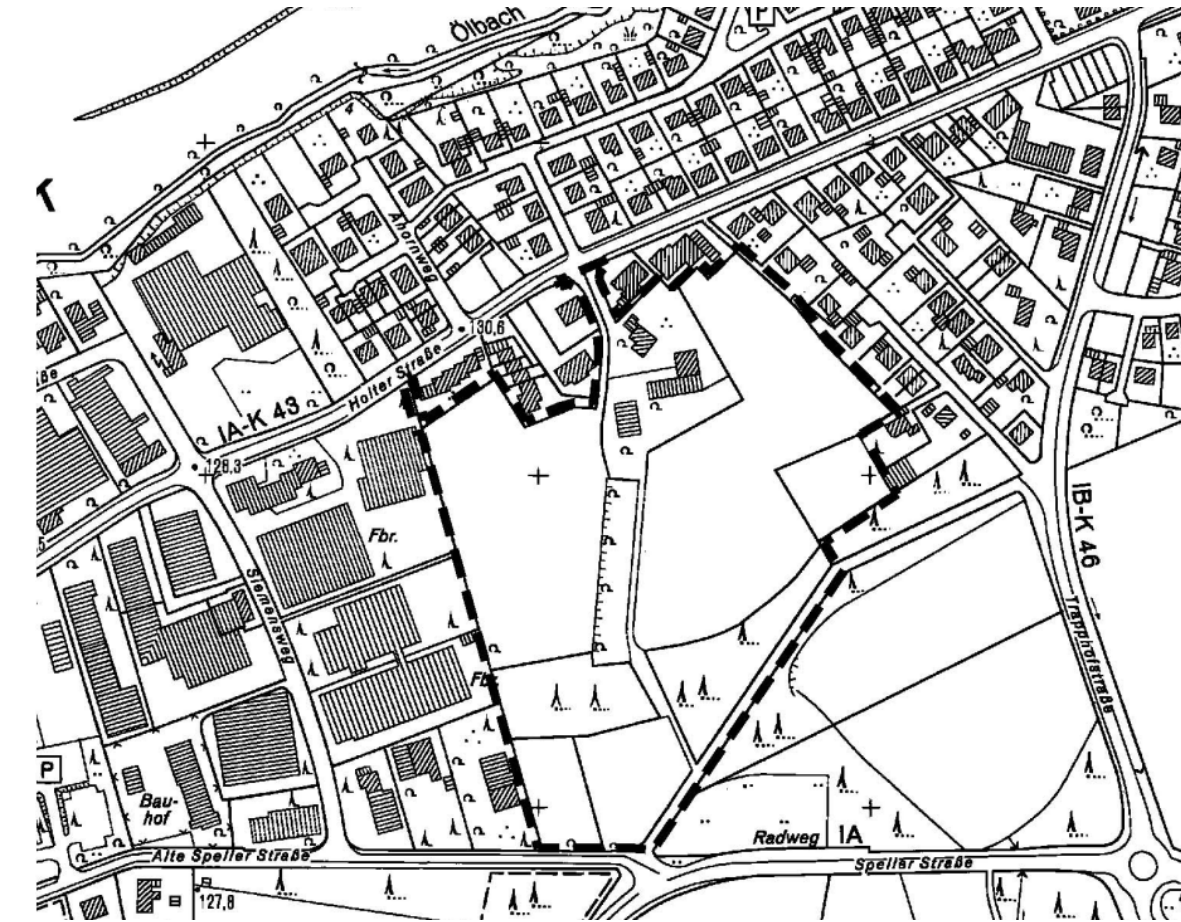 P
Ölbach
Ahornweg
130,6
Holter Straße
IA-K 43
128,3
Fbr.
IB-K 46
Siemensweg
Trapphofstraße
Fbr.
P
Bau-
hof
Radweg
IA
Alte Speller Straße
Speller Straße
127,8